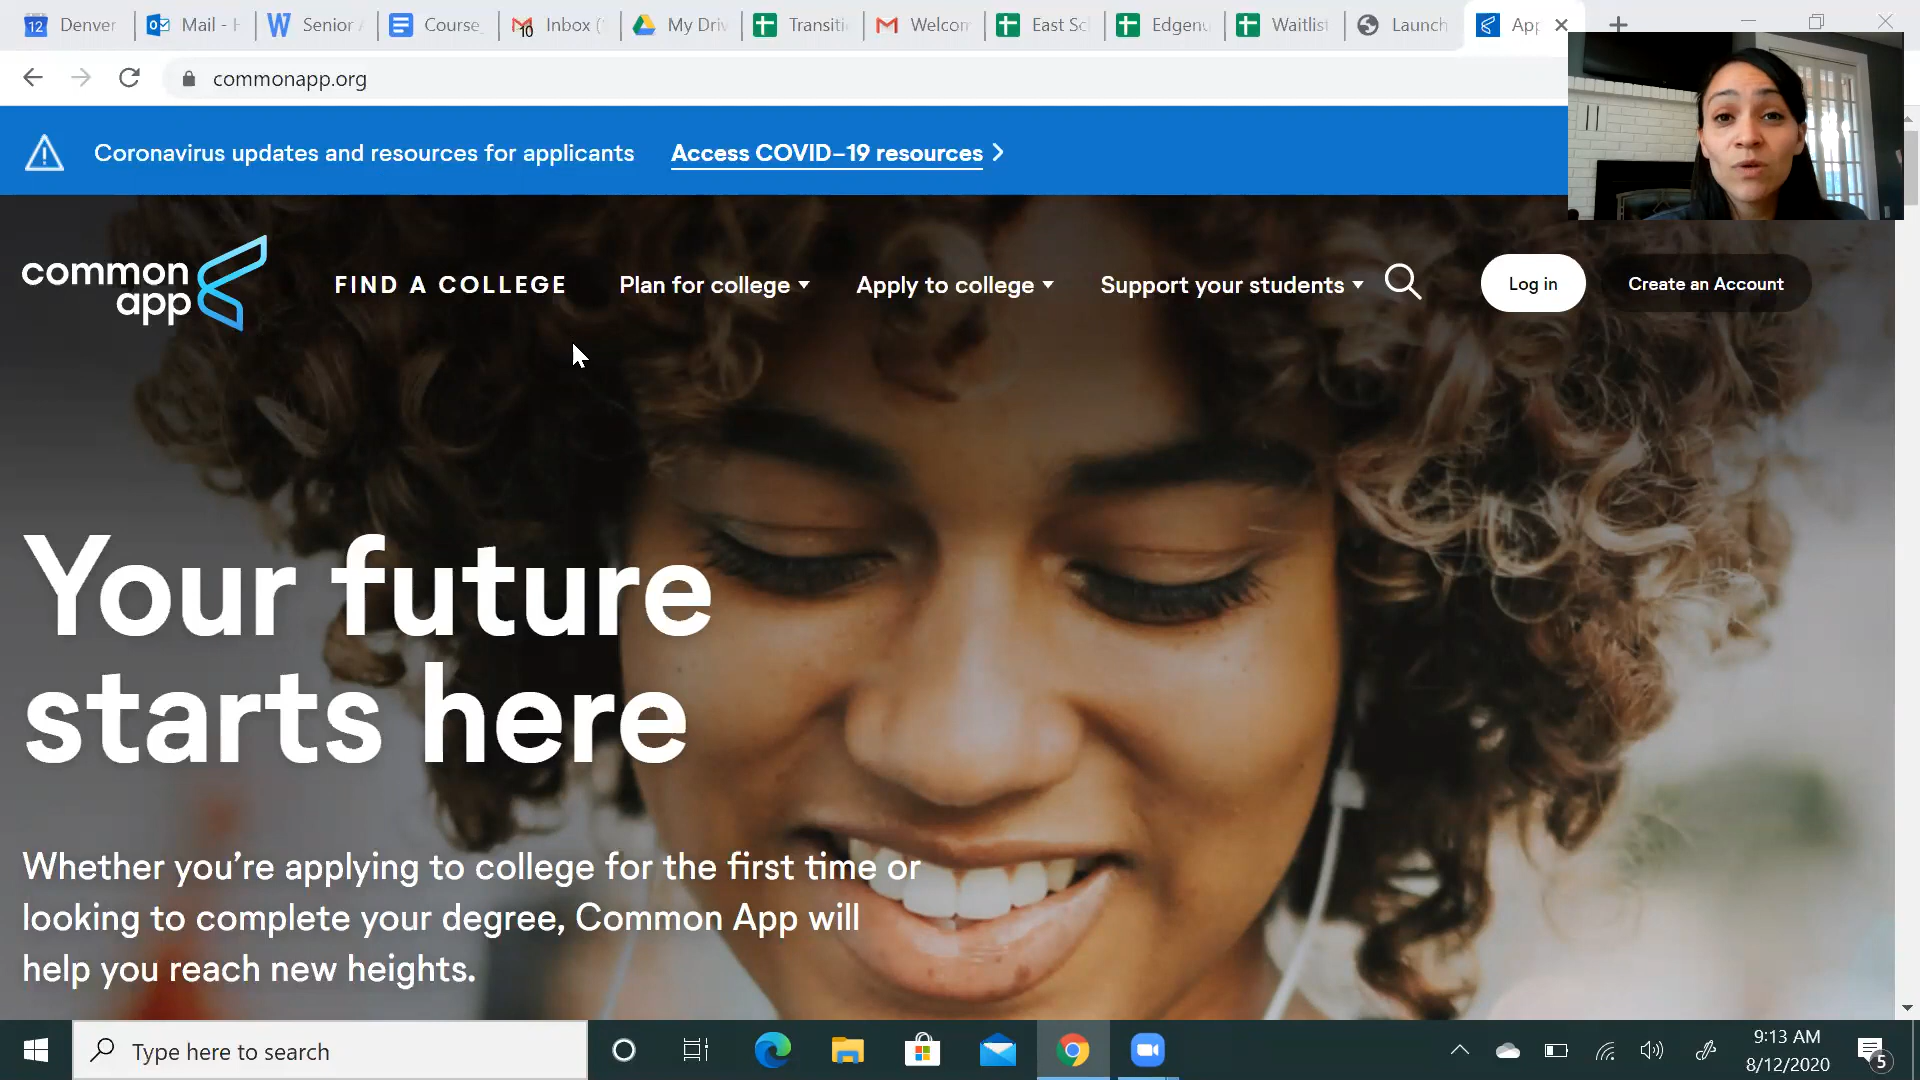 12 Denver
Mail - H
Senior
Course
10 Inbox (
My Driv
Transiti
Welcom
East Sc
Edgenu
Waitlist
Launch
App
commonapp.org
Coronavirus updates and resources for applicants Access COVID-19 resources
common
app
FIND A COLLEGE Plan for college Apply to college Support your students Log in Create an Account
Your future
starts here
Whether you're applying to college for the first time or
looking to complete your degree, Common App will
help you reach new heights.
Type here to search
9:13 AM
8/12/2020
5